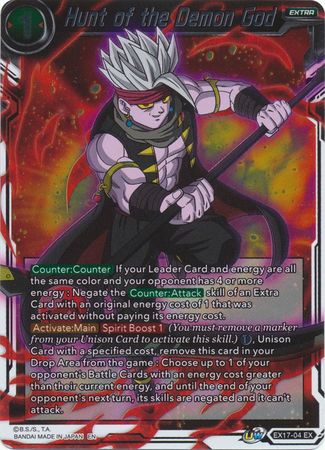 1
Hunt of the Demon God
EXTRA
Counter:Counter If your Leader Card and energy are all
the same color and your opponent has 4 or more
energy : Negate the Counter:Attack skill of an Extra
Card with an original energy cost of 1 that was
activated without paying its energy cost.
Activate:Main Spirit Boost 1 (You must remove a marker
from your Unison Card to activate this skill.) ①, Unison
Card with a specified cost, remove this card in your
Drop Area from the game : Choose up to 1 of your
opponent's Battle Cards with an energy cost greater
than their current energy, and until the end of your
opponent's next turn, its skills are negated and it can't
attack.
©B.S./S., T.A.
BANDAI MADE IN JAPAN EN
UW
EX17-04 EX